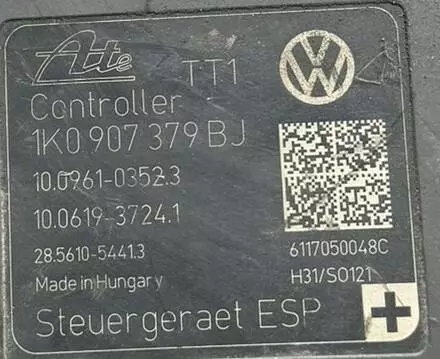 Ate TT1
Controller
1K0 907 379 BJ
10.0961-0352.3
10.0619-3724.1
28.5610-5441.3 6117050048C
Made in Hungary H31/S0121
Steuergeraet ESP